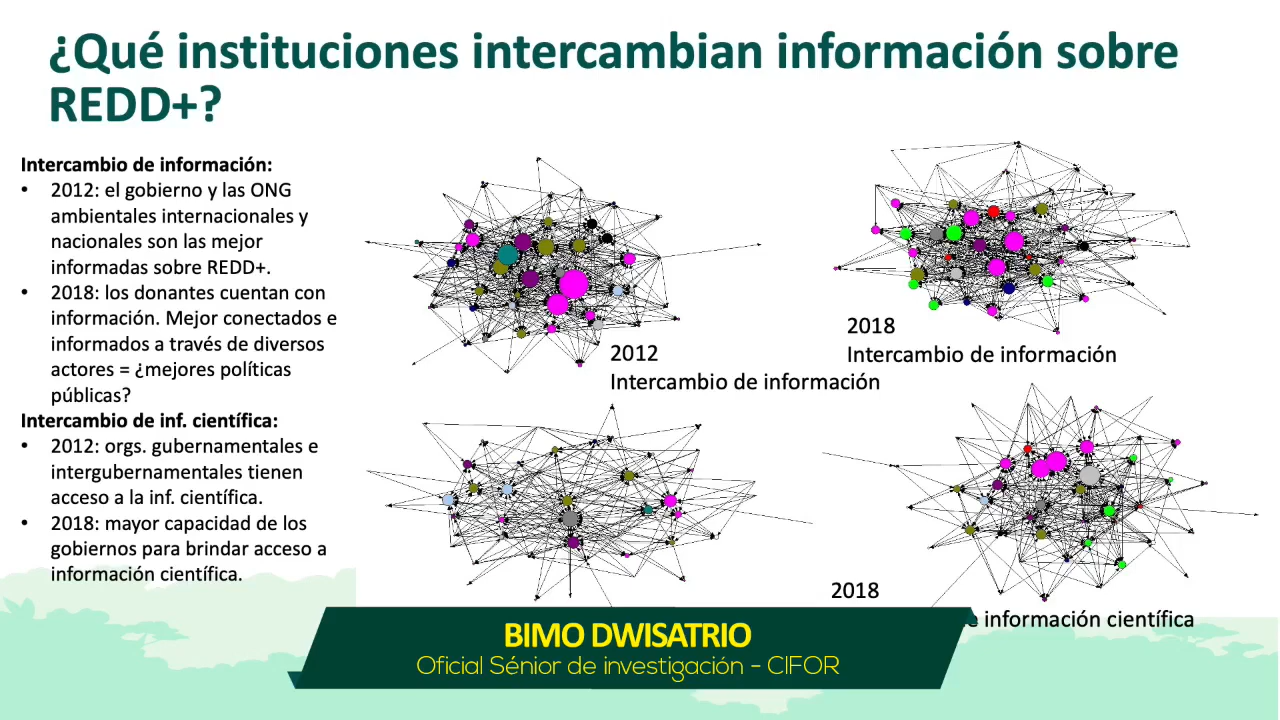 ¿Qué instituciones intercambian información sobre
REDD+?
Intercambio de información:
• 2012: el gobierno y las ONG
ambientales internacionales y
nacionales son las mejor
informadas sobre REDD+.
• 2018: los donantes cuentan con
información. Mejor conectados e
informados a través de diversos
actores = ¿mejores políticas
públicas?
Intercambio de inf. científica:
• 2012: orgs. gubernamentales e
intergubernamentales tienen
acceso a la inf. científica.
• 2018: mayor capacidad de los
gobiernos para brindar acceso a
información científica.
2012
Intercambio de información
2018
Intercambio de información
2018
información científica
BIMO DWISATRIO
Oficial Sénior de investigación - CIFOR